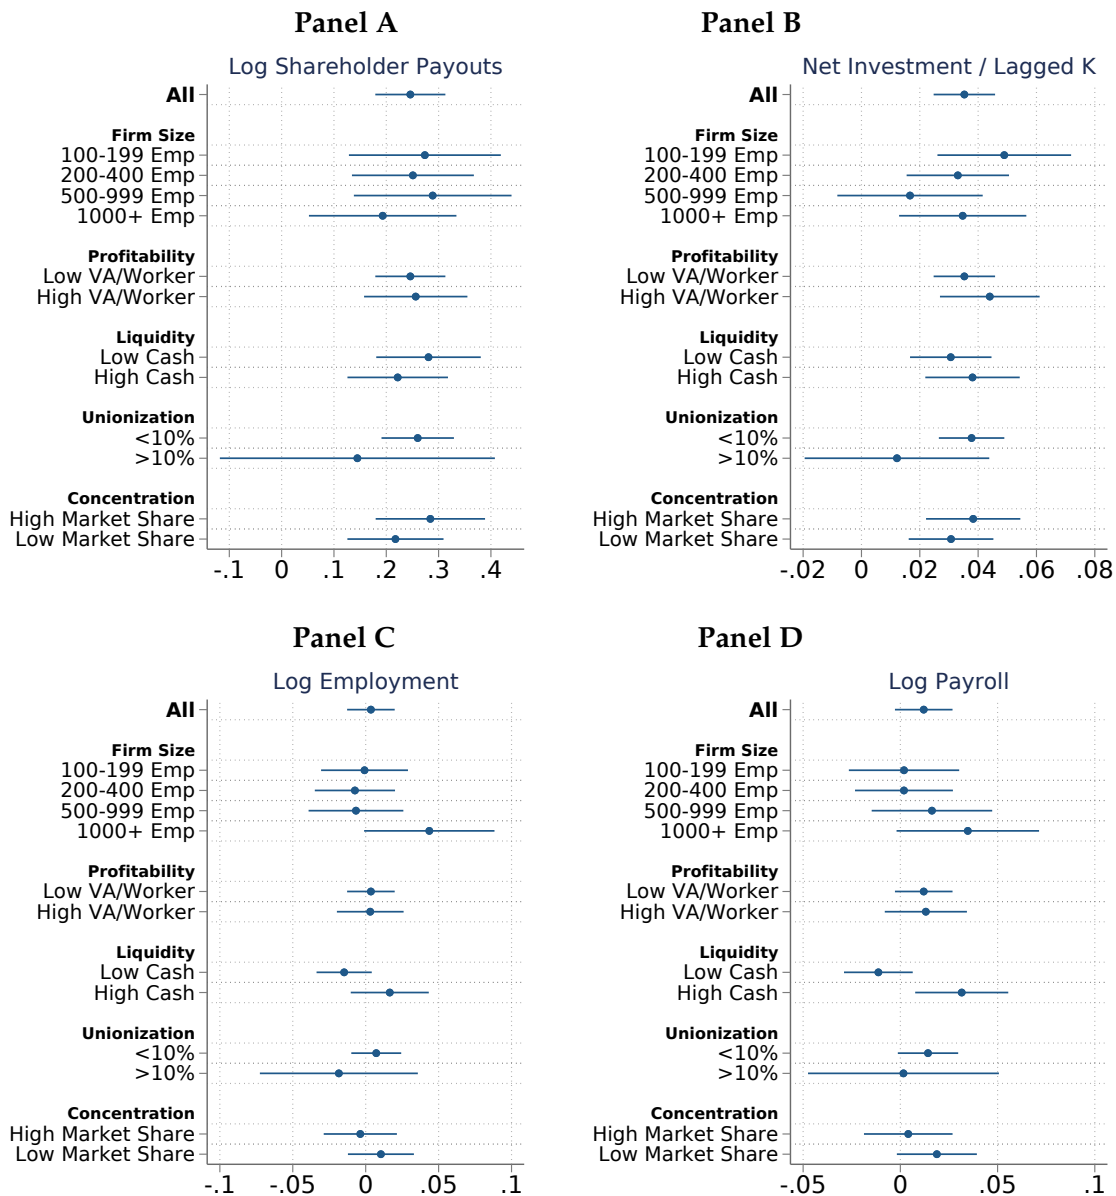 Panel A
Log Shareholder Payouts
All
Firm Size
100-199 Emp
200-400 Emp
500-999 Emp
1000+ Emp
Profitability
Low VA/Worker
High VA/Worker
Liquidity
Low Cash
High Cash
Unionization
<10%
>10%
Concentration
High Market Share
Low Market Share
-.1 0 .1 .2 .3 .4
Panel B
Net Investment / Lagged K
All
Firm Size
100-199 Emp
200-400 Emp
500-999 Emp
1000+ Emp
Profitability
Low VA/Worker
High VA/Worker
Liquidity
Low Cash
High Cash
Unionization
<10%
>10%
Concentration
High Market Share
Low Market Share
-.02 0 .02 .04 .06 .08
Panel C
Log Employment
All
Firm Size
100-199 Emp
200-400 Emp
500-999 Emp
1000+ Emp
Profitability
Low VA/Worker
High VA/Worker
Liquidity
Low Cash
High Cash
Unionization
<10%
>10%
Concentration
High Market Share
Low Market Share
-.1 -.05 0 .05 .1
Panel D
Log Payroll
All
Firm Size
100-199 Emp
200-400 Emp
500-999 Emp
1000+ Emp
Profitability
Low VA/Worker
High VA/Worker
Liquidity
Low Cash
High Cash
Unionization
<10%
>10%
Concentration
High Market Share
Low Market Share
-.05 0 .05 .1